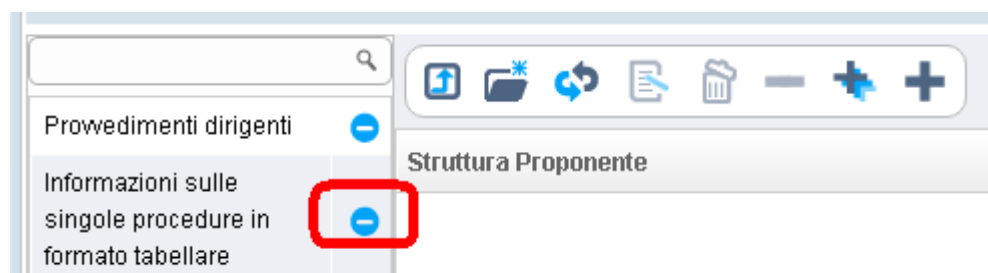 Provvedimenti dirigenti
Struttura Proponente
Informazioni sulle
singole procedure in
formato tabellare